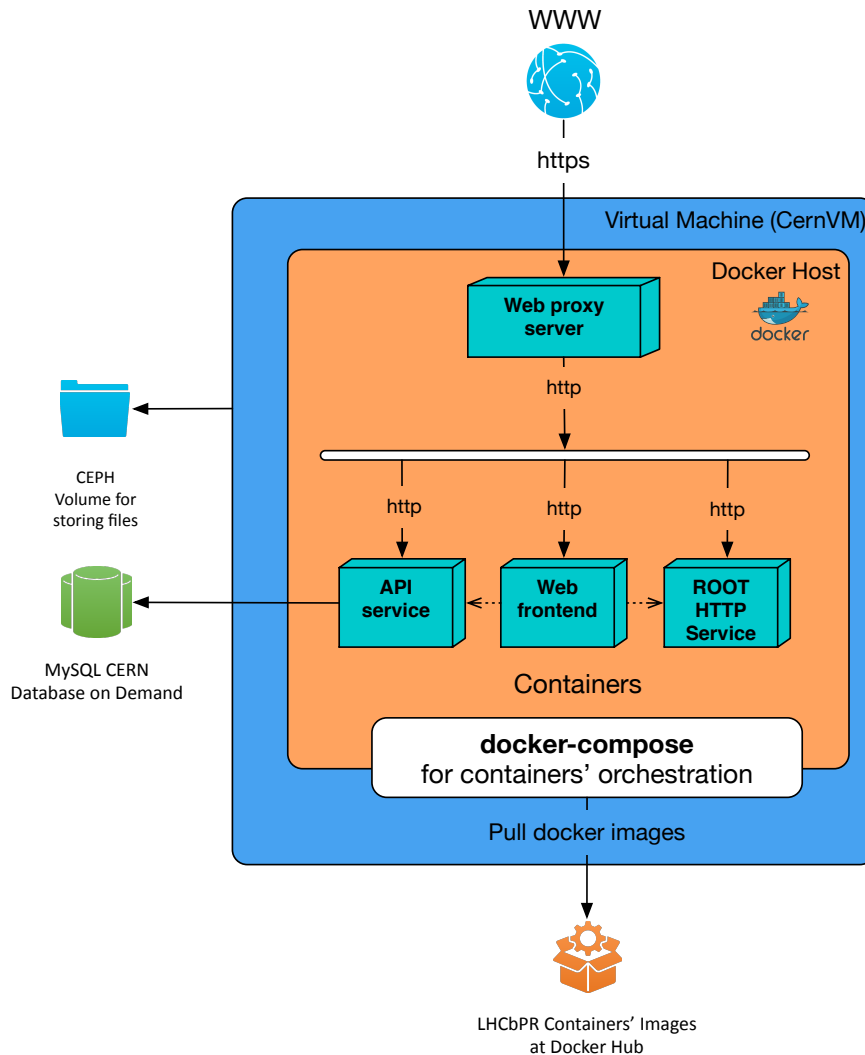 WWW
https
Virtual Machine (CernVM)
Docker Host
docker
Web proxy
server
http
CEPH
Volume for
storing files
http
http
http
API
service
Web
frontend
ROOT
HTTP
Service
MySQL CERN
Database on Demand
Containers
docker-compose
for containers’ orchestration
Pull docker images
LHCbPR Containers’ Images
at Docker Hub